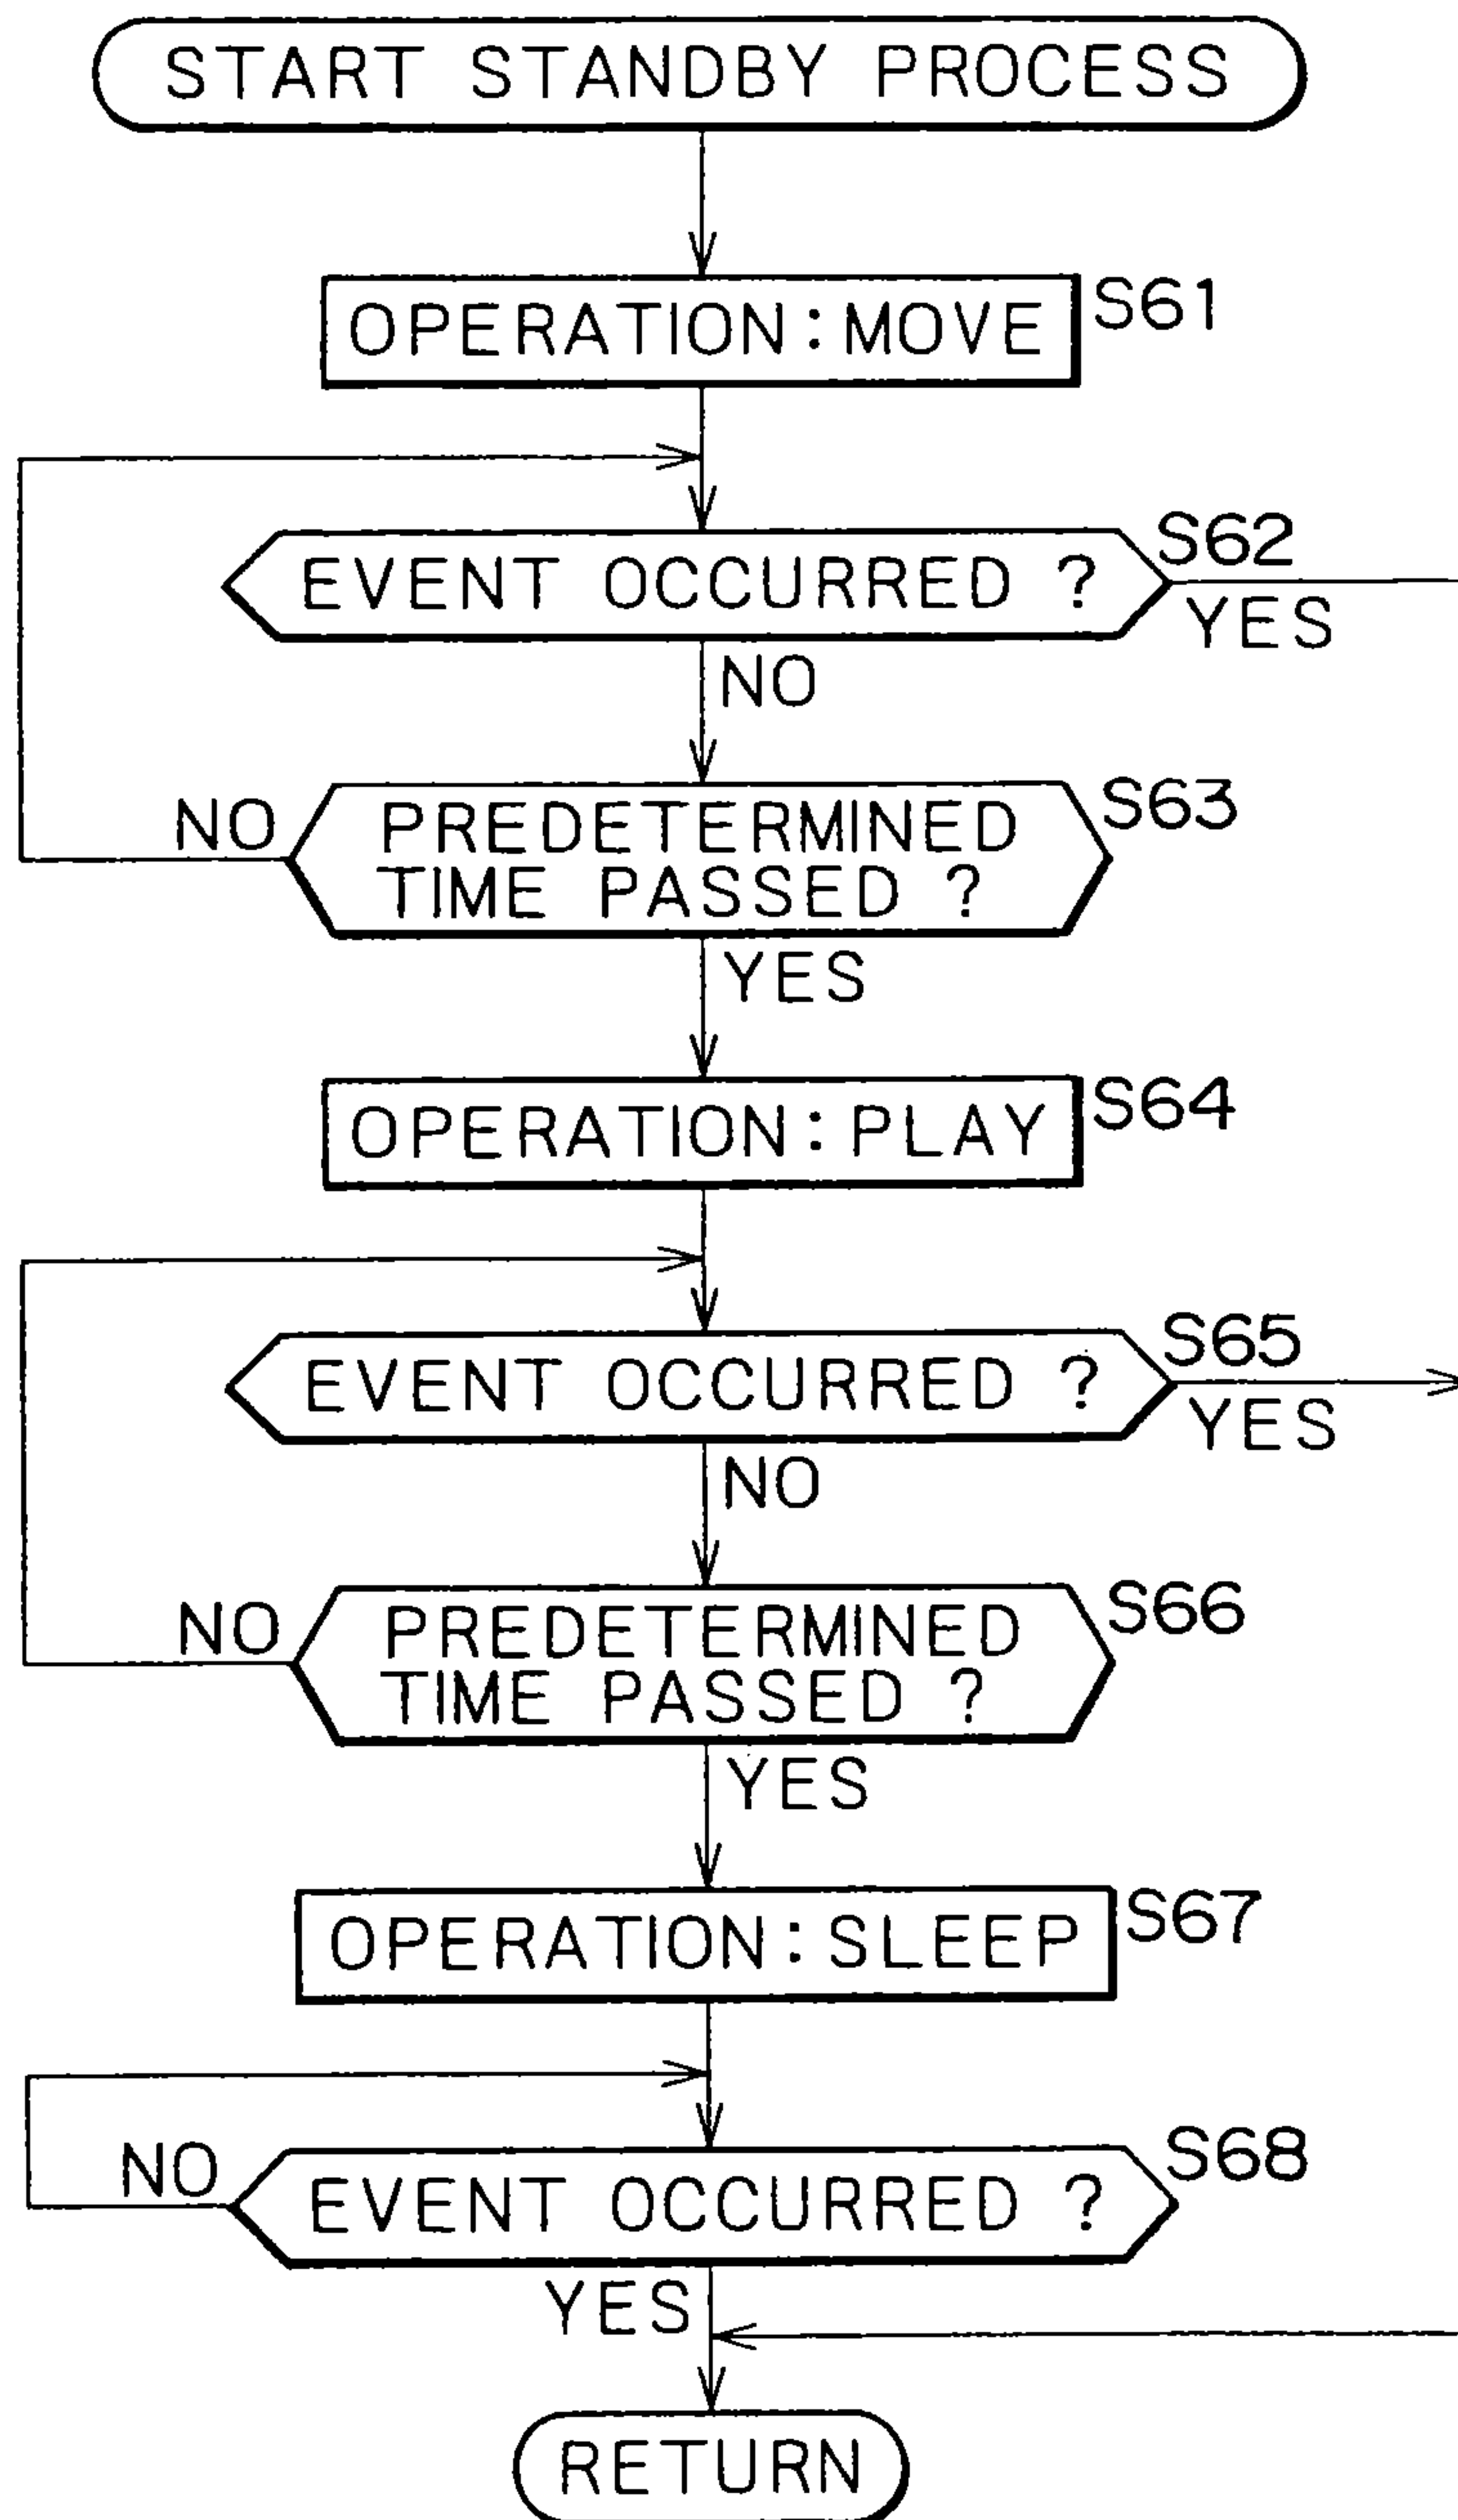 START STANDBY PROCESS
OPERATION:MOVE
S61
EVENT OCCURRED ?
S62
YES
NO
PREDETERMINED
TIME PASSED ?
S63
NO
YES
OPERATION:PLAY
S64
EVENT OCCURRED ?
S65
YES
NO
PREDETERMINED
TIME PASSED ?
S66
NO
YES
OPERATION:SLEEP
S67
EVENT OCCURRED ?
S68
NO
YES
RETURN